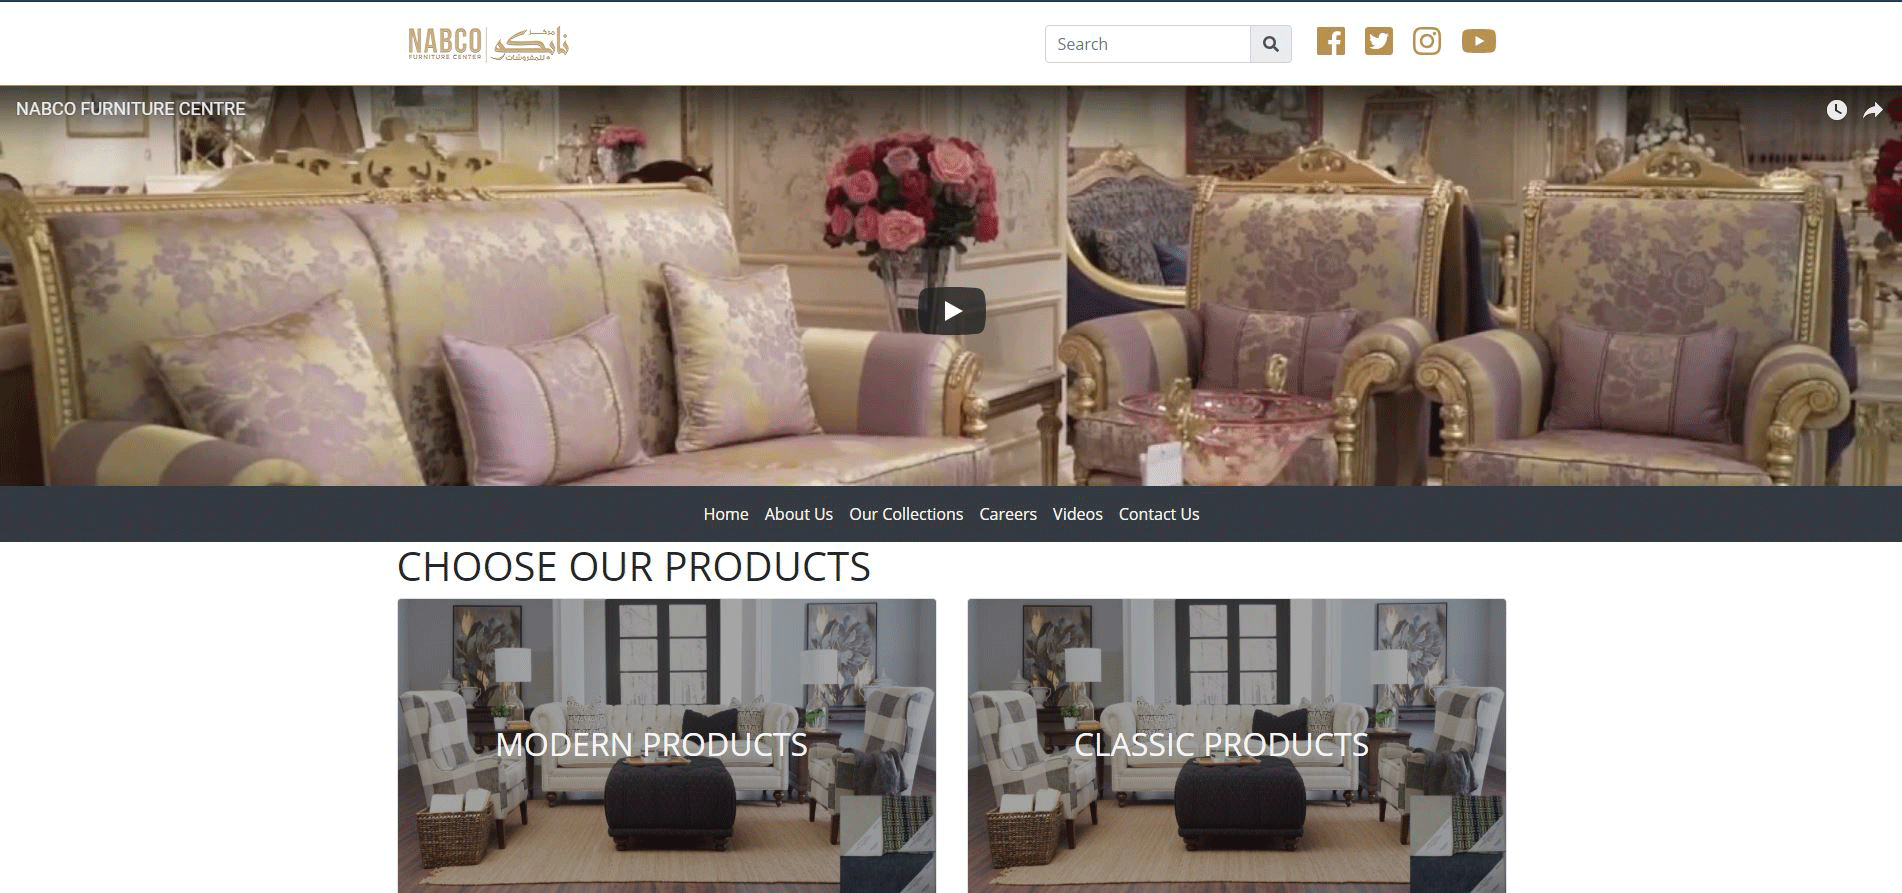 NABCO
FURNITURE CENTER
مركز
نابكو
للمفروشات
Search
NABCO FURNITURE CENTRE
Home About Us Our Collections Careers Videos Contact Us
CHOOSE OUR PRODUCTS
MODERN PRODUCTS
CLASSIC PRODUCTS